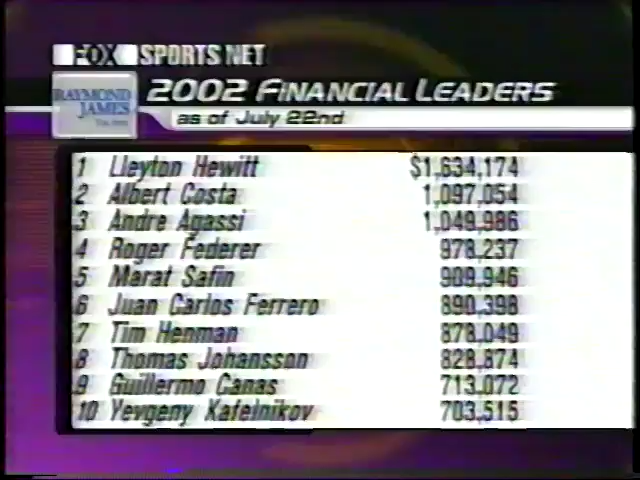 FOX SPORTS NET
RAYMOND JAMES
2002 FINANCIAL LEADERS
as of July 22nd
1 Lleyton Hewitt $1,634,174
2 Albert Costa 1,097,054
3 Andre Agassi 1,049,986
4 Roger Federer 978,237
5 Marat Safin 909,946
6 Juan Carlos Ferrero 890,398
7 Tim Henman 878,049
8 Thomas Johansson 828,874
9 Guillermo Canas 713,072
10 Yevgeny Kafelnikov 703,515